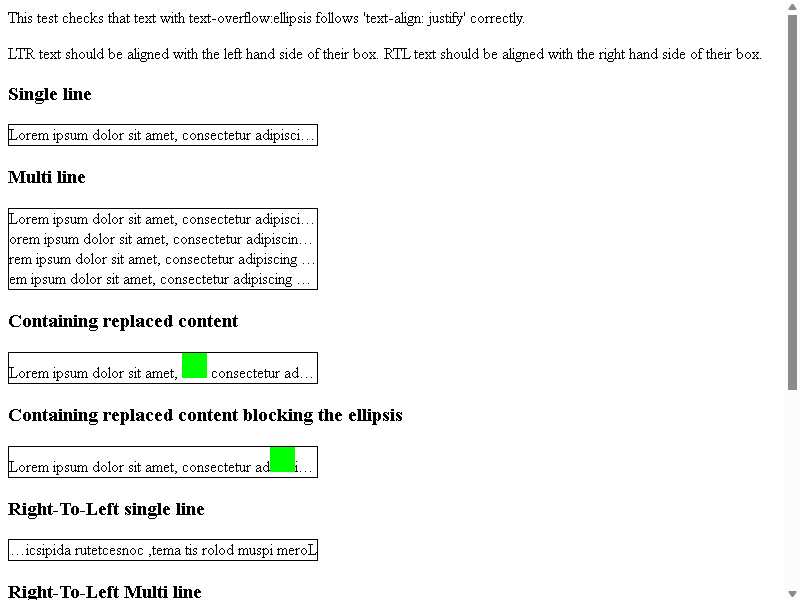 This test checks that text with text-overflow:ellipsis follows 'text-align: justify' correctly.
LTR text should be aligned with the left hand side of their box. RTL text should be aligned with the right hand side of their box.
Single line
Lorem ipsum dolor sit amet, consectetur adipisci…
Multi line
Lorem ipsum dolor sit amet, consectetur adipisci…
orem ipsum dolor sit amet, consectetur adipiscin…
rem ipsum dolor sit amet, consectetur adipiscing …
em ipsum dolor sit amet, consectetur adipiscing …
Containing replaced content
Lorem ipsum dolor sit amet, consectetur ad…
Containing replaced content blocking the ellipsis
Lorem ipsum dolor sit amet, consectetur ad i…
Right-To-Left single line
…icsipida rutetcesnoc ,tema tis rolod muspi meroL
Right-To-Left Multi line